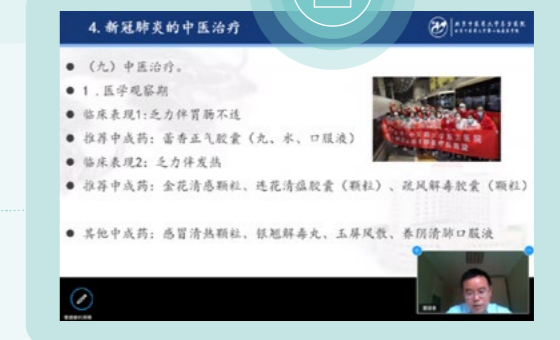 4. 新冠肺炎的中医治疗
（九）中医治疗。
1．医学观察期
临床表现1:乏力伴胃肠不适
推荐中成药：藿香正气胶囊（丸、水、口服液）
临床表现2：乏力伴发热
推荐中成药：金花清感颗粒、连花清瘟胶囊（颗粒）、疏风解毒胶囊（颗粒）
其他中成药：感冒清热颗粒、银翘解毒丸、玉屏风散、养阴清肺口服液